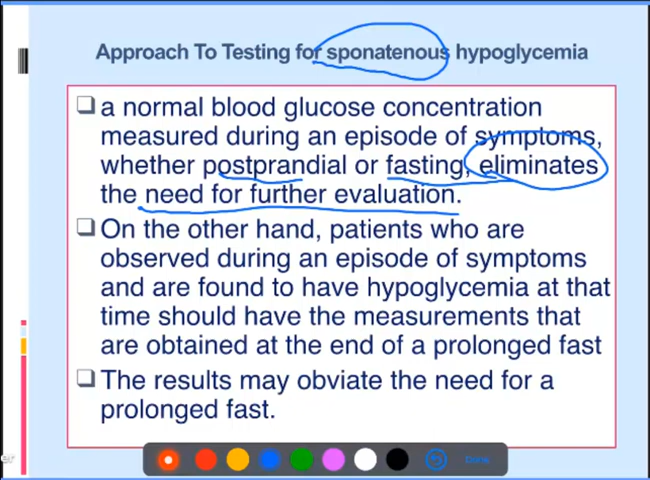 Approach To Testing for sponatenous hypoglycemia
❑ a normal blood glucose concentration
measured during an episode of symptoms,
whether postprandial or fasting, eliminates
the need for further evaluation.
❑ On the other hand, patients who are
observed during an episode of symptoms
and are found to have hypoglycemia at that
time should have the measurements that
are obtained at the end of a prolonged fast
❑ The results may obviate the need for a
prolonged fast.
er
Done